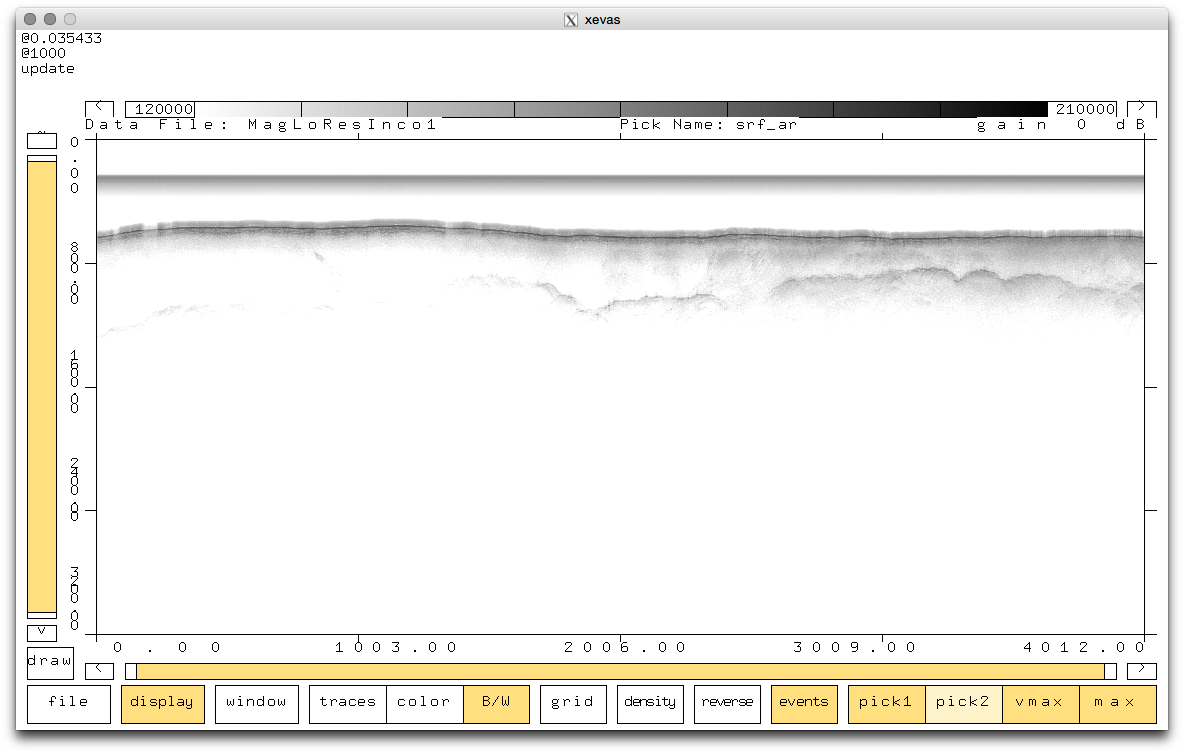 xevas
@0.035433
@1000
update
< 120000 210000 >
Data File: MagLoResInco1 Pick Name: srf_ar gain 0 dB
0.00
800.00
1600.00
2400.00
3200.00
0.00 1003.00 2006.00 3009.00 4012.00
draw < >
file display window traces color B/W grid density reverse events pick1 pick2 vmax max